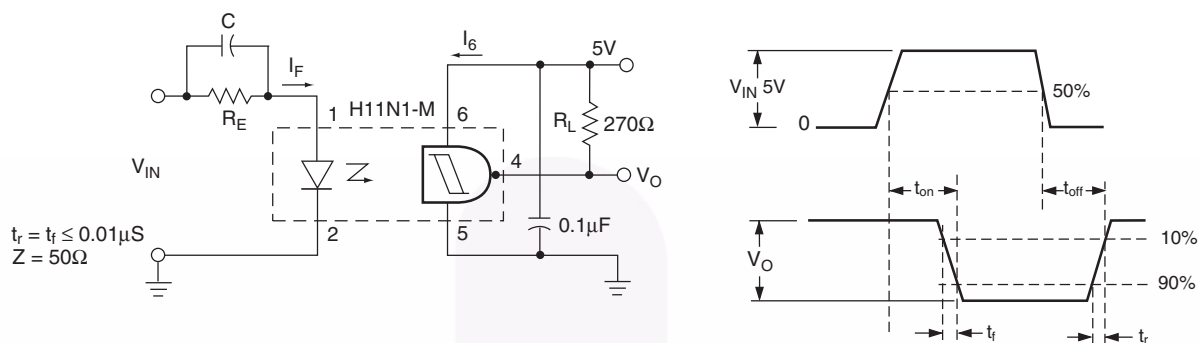 C
I6
5V
IF
RE
1 H11N1-M 6
RL
270Ω
VIN
4
VO
tr = tf ≤ 0.01µS
Z = 50Ω
2
5
0.1µF
VIN 5V
50%
0
ton
toff
10%
VO
90%
tf
tr